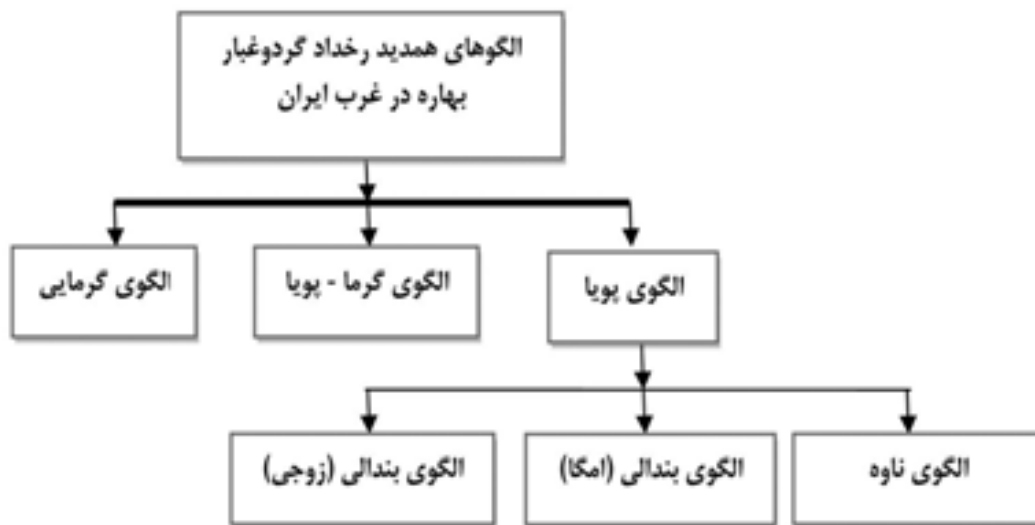 الگوهای همدید رخداد گردوغبار
بهاره در غرب ایران
الگوی پویا
الگوی گرما - پویا
الگوی گرمایی
الگوی ناوه
الگوی بندالی (امگا)
الگوی بندالی (زوجی)